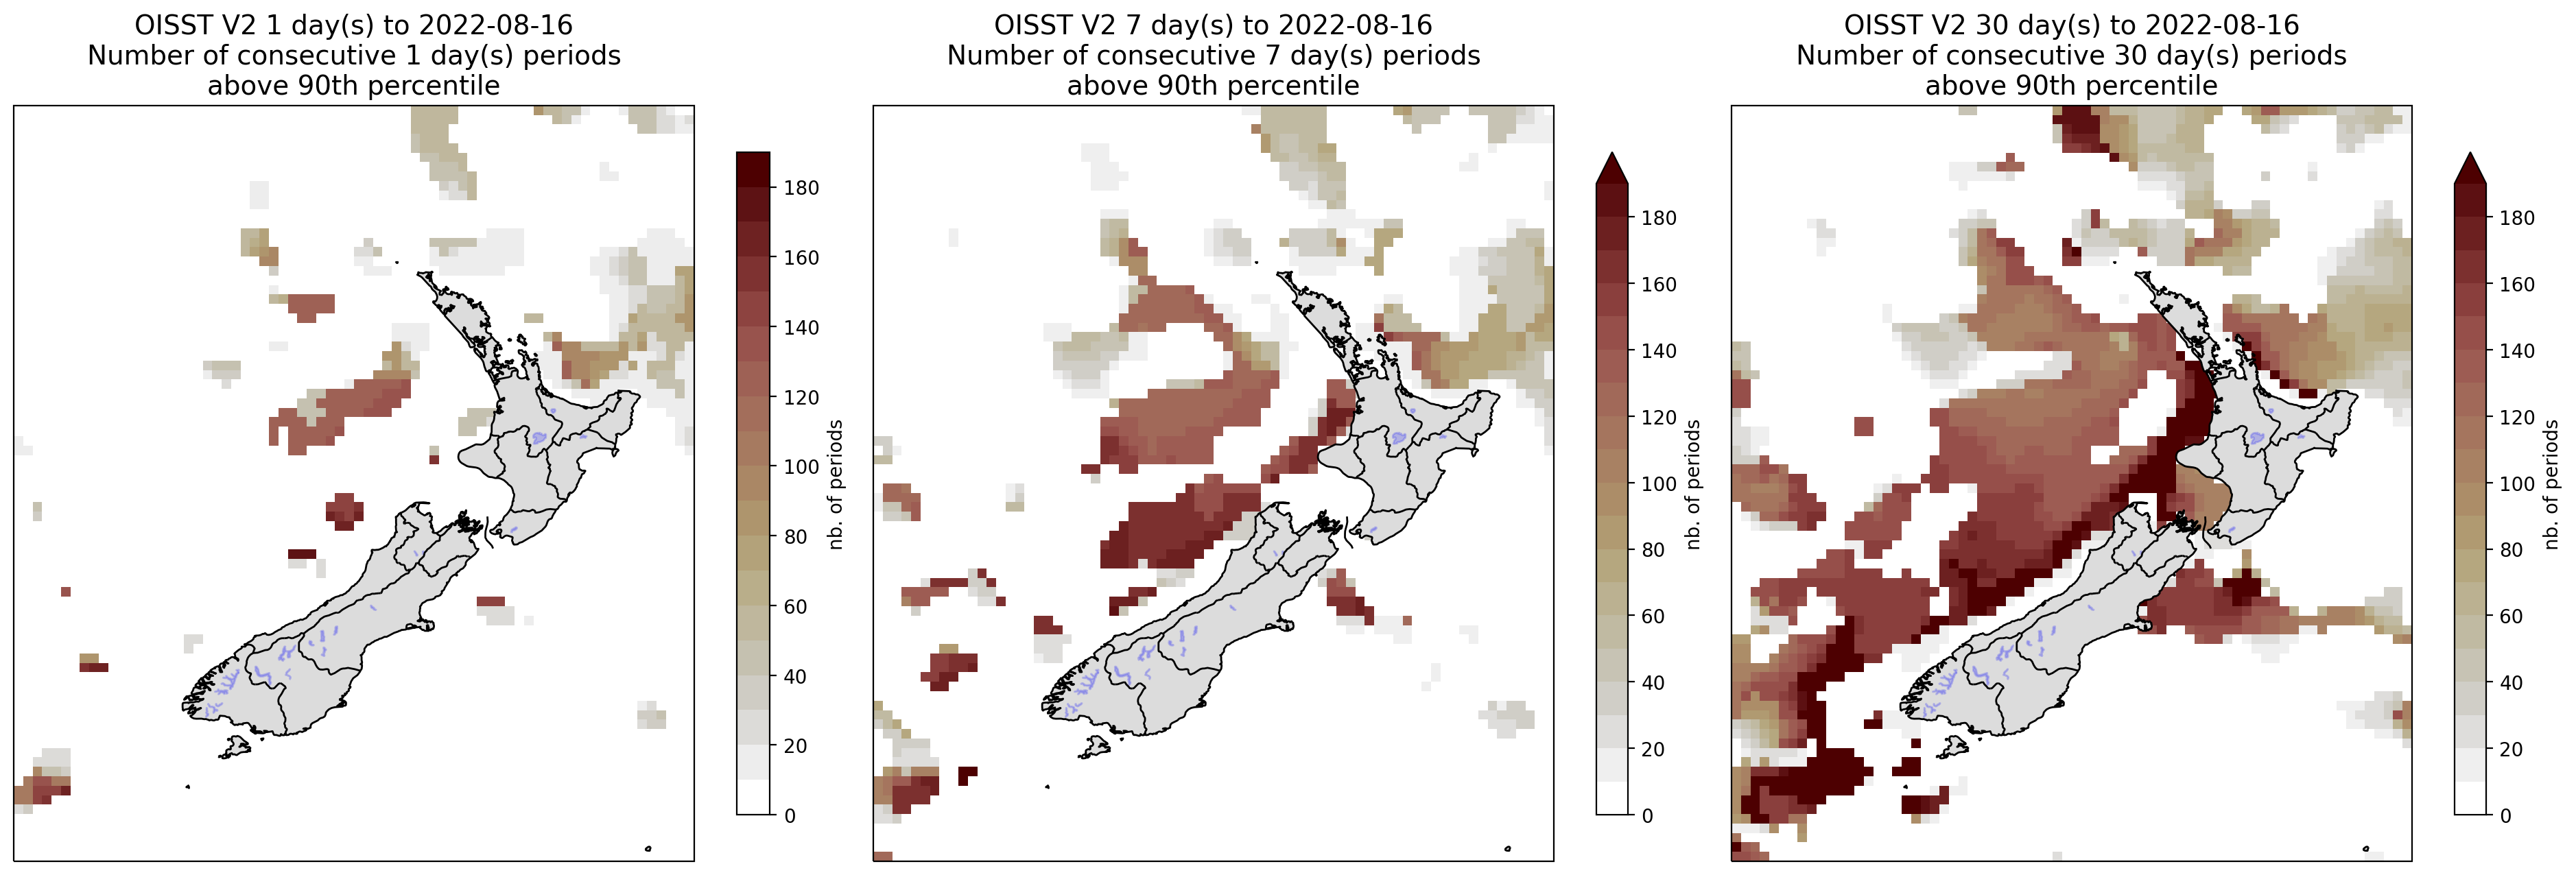 OISST V2 1 day(s) to 2022-08-16
Number of consecutive 1 day(s) periods
above 90th percentile
180
160
140
120
100
80
60
40
20
0
nb. of periods
OISST V2 7 day(s) to 2022-08-16
Number of consecutive 7 day(s) periods
above 90th percentile
180
160
140
120
100
80
60
40
20
0
nb. of periods
OISST V2 30 day(s) to 2022-08-16
Number of consecutive 30 day(s) periods
above 90th percentile
180
160
140
120
100
80
60
40
20
0
nb. of periods